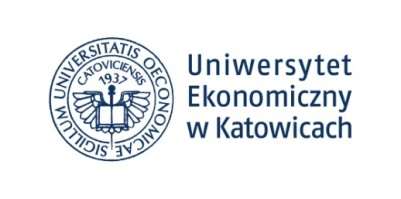 SIGILLUM UNIVERSITATIS OECONOMICAE
CATOVICIENSIS
1937
Uniwersytet
Ekonomiczny
w Katowicach